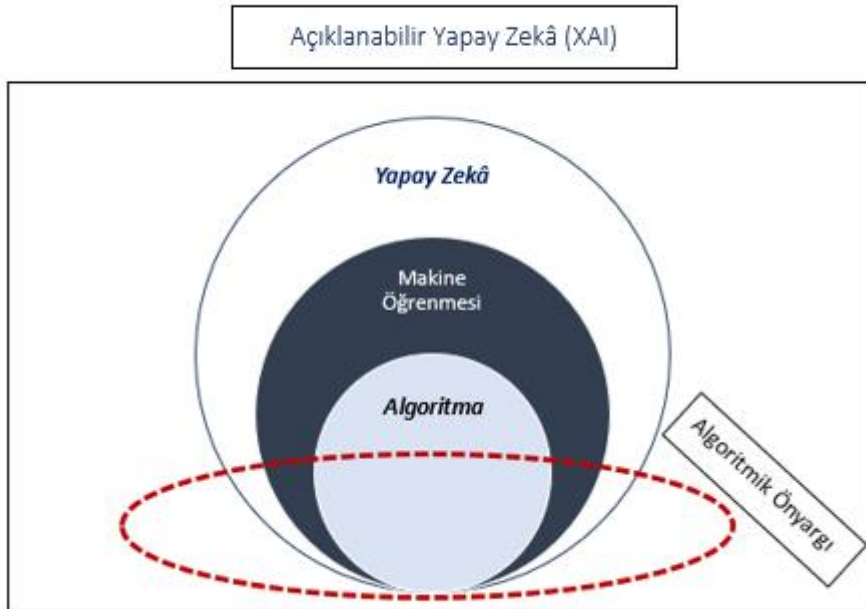 Açıklanabilir Yapay Zekâ (XAI)
Yapay Zekâ
Makine
Öğrenmesi
Algoritma
Algoritmik Önyargı